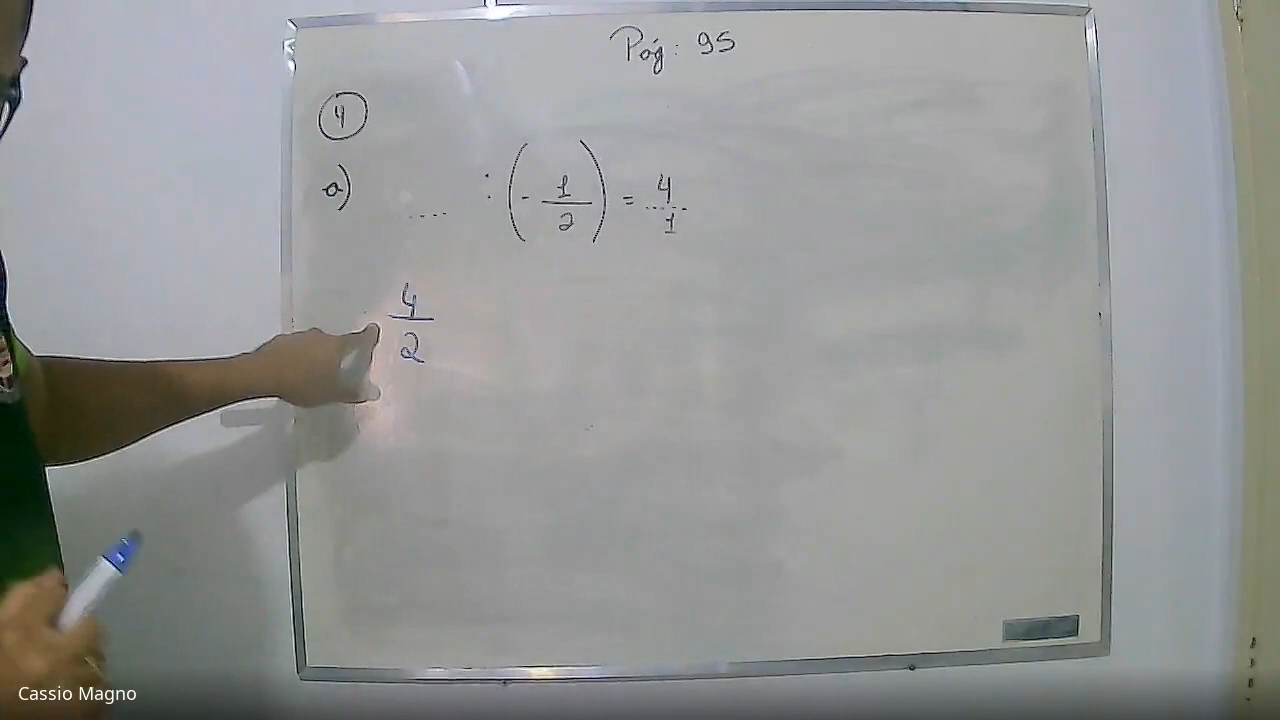 Pág: 95
4
a) .... : (- 1/2) = 4/1
4/2
Cassio Magno